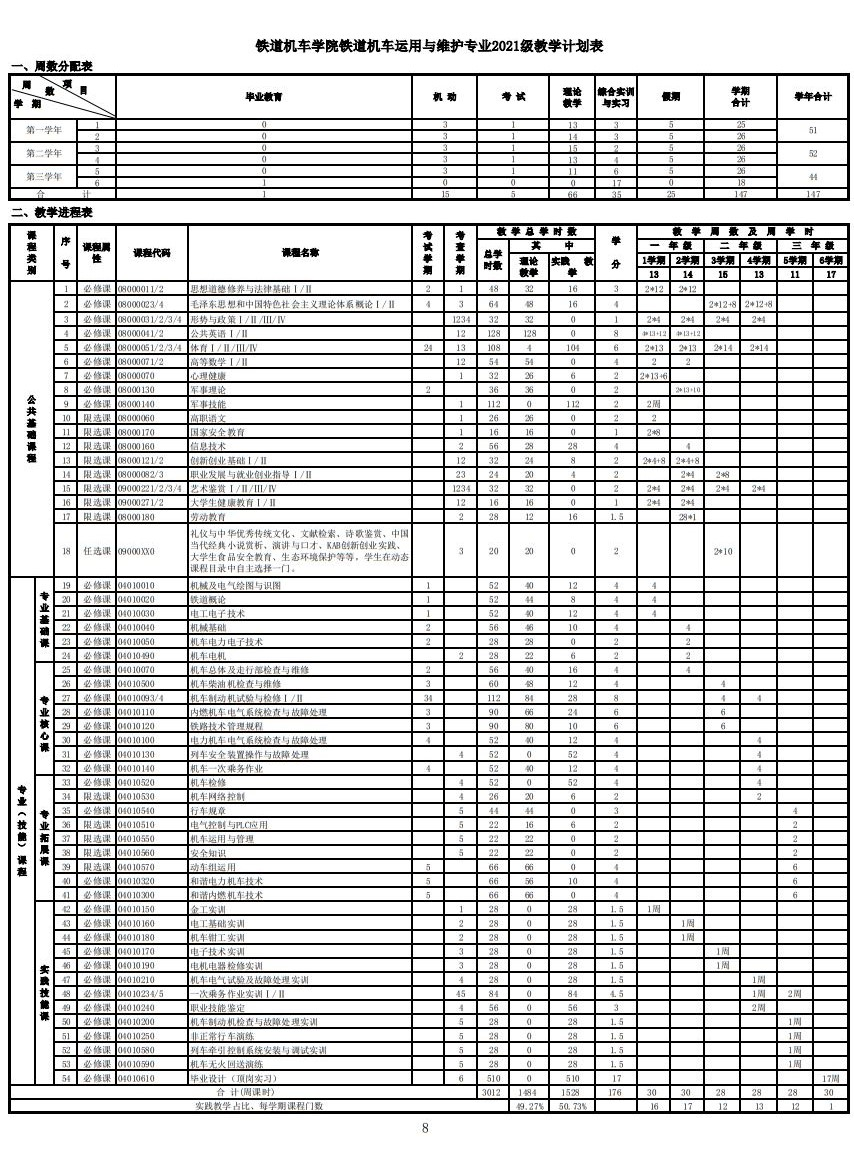 铁道机车学院铁道机车运用与维护专业2021级教学计划表
一、周数分配表
周 数 项 目 学 期 毕业教育 机 动 考 试 理论教学 综合实训与实习 假期 学期合计 学年合计
第一学年 1 0 3 1 13 3 5 25 51
2 0 3 1 14 3 5 26
第二学年 3 0 3 1 15 2 5 26 52
4 0 3 1 13 4 5 26
第三学年 5 0 3 1 11 6 5 26 44
6 1 0 0 0 17 0 18
合 计 1 15 5 66 35 25 147 147
二、教学进程表
课程类别 序号 课程属性 课程代码 课程名称 考试学期 考查学期 教 学 总 学 时 数 学分 教 学 周 数 及 周 学 时
总学时数 其 中 一 年 级 二 年 级 三 年 级
理论教学 实践 教学 1学期 2学期 3学期 4学期 5学期 6学期
13 14 15 13 11 17
公共基础课程
1 必修课 08000011/2 思想道德修养与法律基础Ⅰ/Ⅱ 2 1 48 32 16 3 2*12 2*12
2 必修课 08000023/4 毛泽东思想和中国特色社会主义理论体系概论Ⅰ/Ⅱ 4 3 64 48 16 4 2*12+8 2*12+8
3 必修课 08000031/2/3/4 形势与政策Ⅰ/Ⅱ/Ⅲ/Ⅳ 1234 32 32 0 1 2*4 2*4 2*4 2*4
4 必修课 08000041/2 公共英语Ⅰ/Ⅱ 12 128 128 0 8 4*13+12 4*13+12
5 必修课 08000051/2/3/4 体育Ⅰ/Ⅱ/Ⅲ/Ⅳ 24 13 108 4 104 6 2*13 2*13 2*14 2*14
6 必修课 08000071/2 高等数学Ⅰ/Ⅱ 12 54 54 0 4 2 2
7 必修课 08000070 心理健康 1 32 26 6 2 2*13+6
8 必修课 08000130 军事理论 2 36 36 0 2 2*13+10
9 必修课 08000140 军事技能 1 112 0 112 2 2周
10 限选课 08000060 高职语文 1 26 26 0 2 2
11 限选课 08000170 国家安全教育 1 16 16 0 1 2*8
12 限选课 08000160 信息技术 2 56 28 28 4 4
13 限选课 08000121/2 创新创业基础Ⅰ/Ⅱ 12 32 24 8 2 2*4+8 2*4+8
14 限选课 08000082/3 职业发展与就业创业指导Ⅰ/Ⅱ 23 24 20 4 2 2*4 2*8
15 限选课 09000221/2/3/4 艺术鉴赏Ⅰ/Ⅱ/Ⅲ/Ⅳ 1234 32 32 0 2 2*4 2*4 2*4 2*4
16 限选课 09000271/2 大学生健康教育Ⅰ/Ⅱ 12 16 16 0 1 2*4 2*4
17 限选课 08000180 劳动教育 2 28 12 16 1.5 28*1
18 任选课 09000XX0 礼仪与中华优秀传统文化、文献检索、诗歌鉴赏、中国
当代经典小说赏析、演讲与口才、KAB创新创业实践、
大学生食品安全教育、生态环境保护等等，学生在动态
课程目录中自主选择一门。 3 20 20 0 2 2*10
专业（技能）课程
专业基础课
19 必修课 04010010 机械及电气绘图与识图 1 52 40 12 4 4
20 必修课 04010020 铁道概论 1 52 44 8 4 4
21 必修课 04010030 电工电子技术 1 52 40 12 4 4
22 必修课 04010040 机械基础 2 56 46 10 4 4
23 必修课 04010050 机车电力电子技术 2 28 28 0 2 2
24 必修课 04010490 机车电机 2 28 22 6 2 2
专业核心课
25 必修课 04010070 机车总体及走行部检查与维修 2 56 40 16 4 4
26 必修课 04010500 机车柴油机检查与维修 3 60 48 12 4 4
27 必修课 04010093/4 机车制动机试验与检修Ⅰ/Ⅱ 34 112 84 28 8 4 4
28 必修课 04010110 内燃机车电气系统检查与故障处理 3 90 66 24 6 6
29 必修课 04010120 铁路技术管理规程 3 90 80 10 6 6
30 必修课 04010100 电力机车电气系统检查与故障处理 4 52 40 12 4 4
31 必修课 04010130 列车安全装置操作与故障处理 4 52 0 52 4 4
32 必修课 04010140 机车一次乘务作业 4 52 40 12 4 4
专业拓展课
33 必修课 04010520 机车检修 4 52 0 52 4 4
34 限选课 04010530 机车网络控制 4 26 20 6 2 2
35 必修课 04010540 行车规章 5 44 44 0 3 4
36 限选课 04010510 电气控制与PLC应用 5 22 16 6 2 2
37 限选课 04010550 机车运用与管理 5 22 22 0 2 2
38 限选课 04010560 安全知识 5 22 22 0 2 2
39 限选课 04010570 动车组运用 5 66 66 0 4 6
40 必修课 04010320 和谐电力机车技术 5 66 56 10 4 6
41 必修课 04010300 和谐内燃机车技术 5 66 66 0 4 6
实践技能课
42 必修课 04010150 金工实训 1 28 0 28 1.5 1周
43 必修课 04010160 电工基础实训 2 28 0 28 1.5 1周
44 必修课 04010180 机车钳工实训 2 28 0 28 1.5 1周
45 必修课 04010170 电子技术实训 3 28 0 28 1.5 1周
46 必修课 04010190 电机电器检修实训 3 28 0 28 1.5 1周
47 必修课 04010210 机车电气试验及故障处理实训 4 28 0 28 1.5 1周
48 必修课 04010234/5 一次乘务作业实训Ⅰ/Ⅱ 45 84 0 84 4.5 1周 2周
49 必修课 04010240 职业技能鉴定 4 56 0 56 3 2周
50 必修课 04010200 机车制动机检查与故障处理实训 5 28 0 28 1.5 1周
51 必修课 04010250 非正常行车演练 5 28 0 28 1.5 1周
52 必修课 04010580 列车牵引控制系统安装与调试实训 5 28 0 28 1.5 1周
53 必修课 04010590 机车无火回送演练 5 28 0 28 1.5 1周
54 必修课 04010610 毕业设计（顶岗实习） 6 510 0 510 17 17周
合 计(周课时) 3012 1484 1528 176 30 30 28 28 28 30
实践教学占比、每学期课程门数 49.27% 50.73% 16 17 12 13 12 1
8